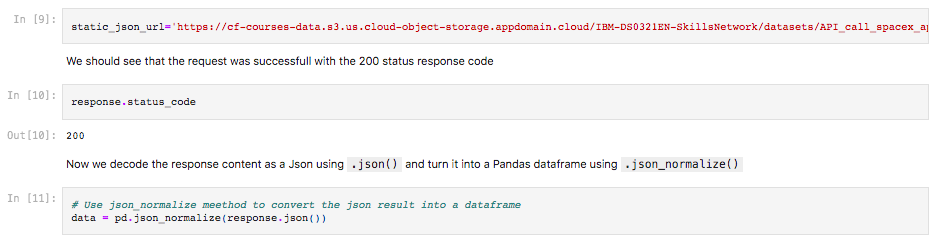 In [9]: static_json_url='https://cf-courses-data.s3.us.cloud-object-storage.appdomain.cloud/IBM-DS0321EN-SkillsNetwork/datasets/API_call_spacex_ap
We should see that the request was successfull with the 200 status response code
In [10]: response.status_code
Out[10]: 200
Now we decode the response content as a Json using .json() and turn it into a Pandas dataframe using .json_normalize()
In [11]: # Use json_normalize meethod to convert the json result into a dataframe
data = pd.json_normalize(response.json())